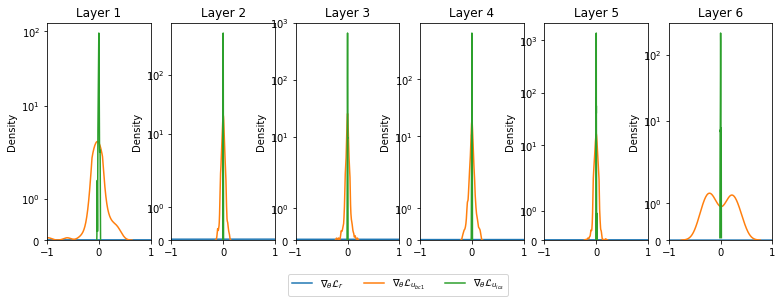 Layer 1 Layer 2 Layer 3 Layer 4 Layer 5 Layer 6
Density Density Density Density Density Density
10² 10² 10³ 10² 10³ 10²
10¹ 10¹ 10² 10¹ 10² 10¹
10⁰ 10⁰ 10¹ 10⁰ 10¹ 10⁰
0 0 10⁰ 0 10⁰ 0
0 0
−1 0 1 −1 0 1 −1 0 1 −1 0 1 −1 0 1 −1 0 1
∇θℒr ∇θℒu_bc1 ∇θℒu_ics